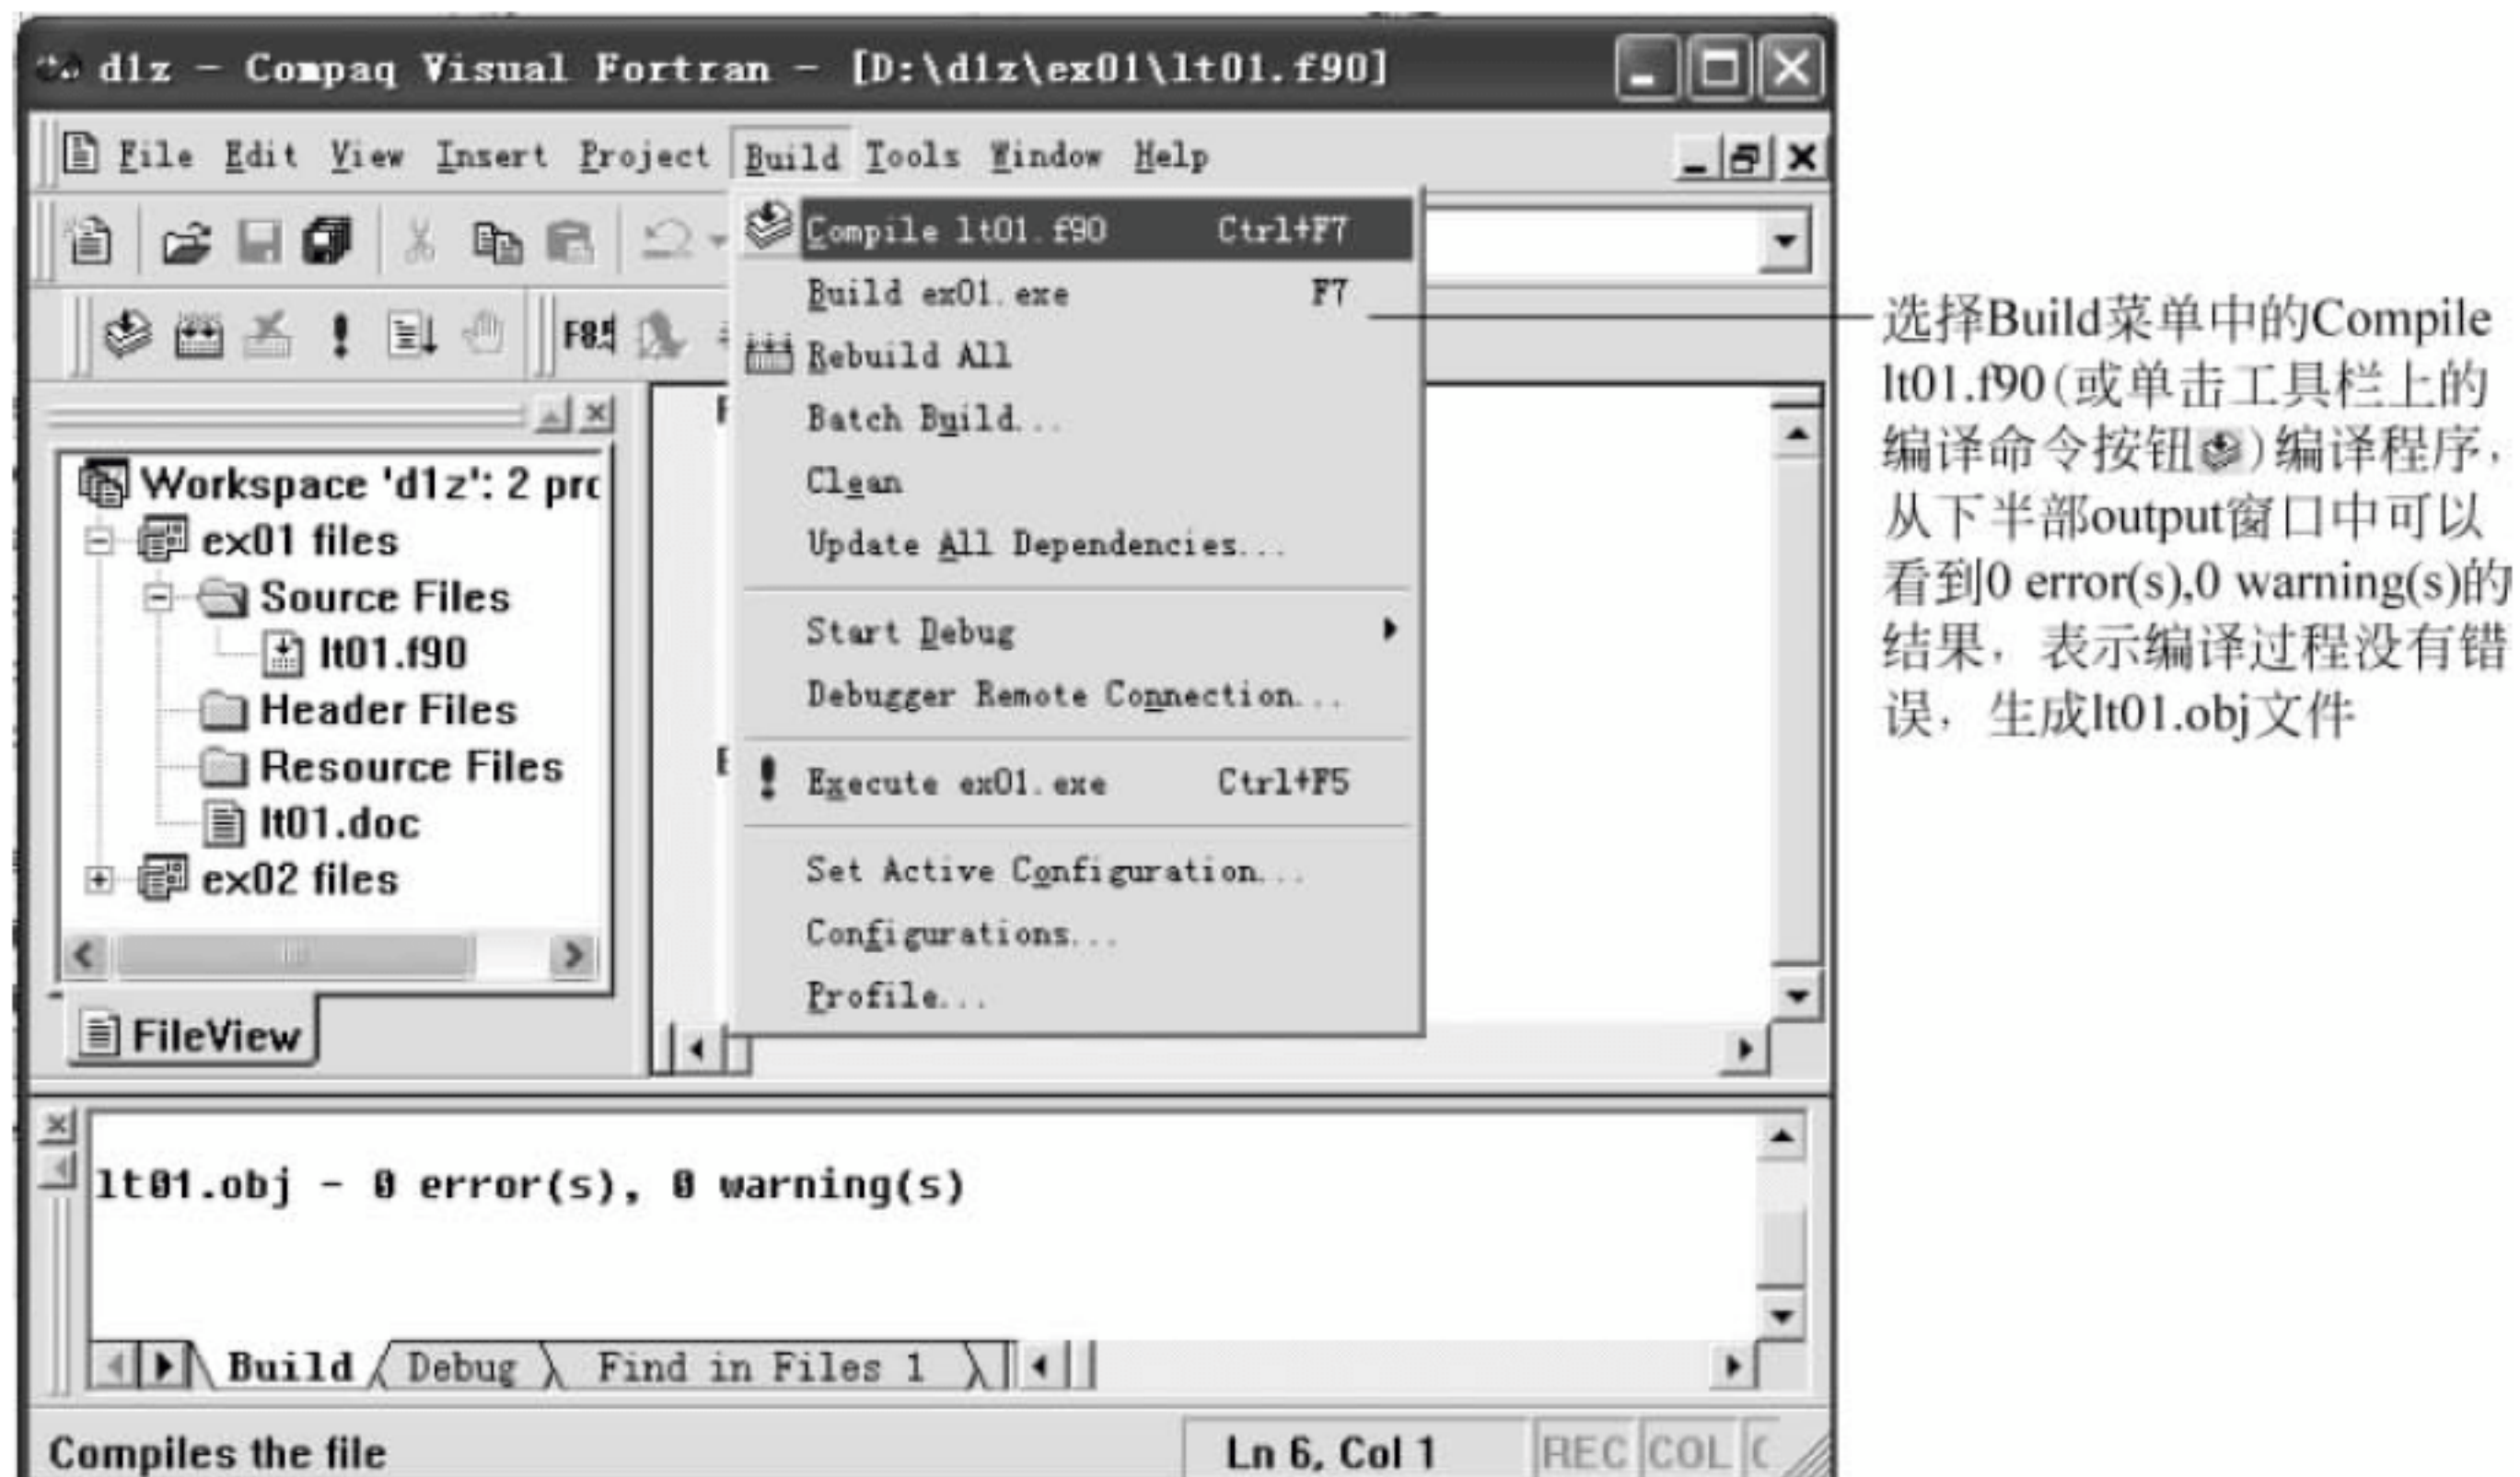 d1z - Compaq Visual Fortran - [D:\d1z\ex01\lt01.f90]
File Edit View Insert Project Build Tools Window Help
Compile lt01.f90 Ctrl+F7
Build ex01.exe F7
Rebuild All
Batch Build...
Clean
Update All Dependencies...
Start Debug
Debugger Remote Connection...
Execute ex01.exe Ctrl+F5
Set Active Configuration...
Configurations...
Profile...
Workspace 'd1z': 2 prc
ex01 files
Source Files
lt01.f90
Header Files
Resource Files
lt01.doc
ex02 files
FileView
lt01.obj - 0 error(s), 0 warning(s)
Build Debug Find in Files 1
Compiles the file Ln 6, Col 1 REC COL
选择Build菜单中的Compile
lt01.f90(或单击工具栏上的
编译命令按钮)编译程序，
从下半部output窗口中可以
看到0 error(s),0 warning(s)的
结果，表示编译过程没有错
误，生成lt01.obj文件